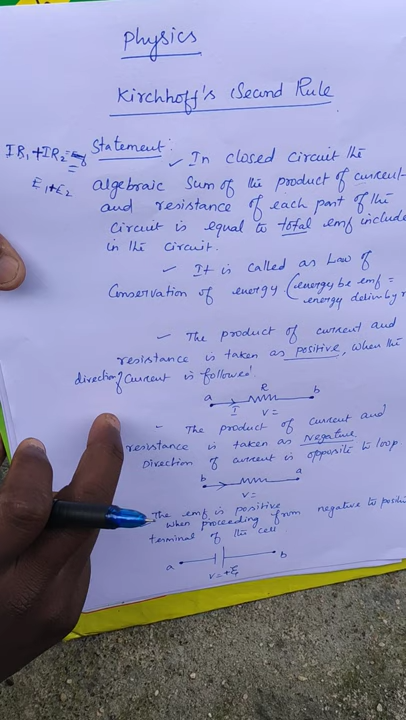 Physics
Kirchhoff's Second Rule
IR₁+IR₂=
E₁+E₂
Statement:
✓ In closed circuit the
algebraic sum of the product of current
and resistance of each part of the
circuit is equal to total emf include
in the circuit.
✓ It is called as Law of
Conservation of energy (energy be emf =
energy deliv by
– The product of current and
resistance is taken as positive, when the
direction of current is followed
R
a b
I
V =
- The product of current and
resistance is taken as Negative
Direction of current is opposite to loop
b a
V =
The emf is positive
when proceeding from negative to positi
terminal of the cell
a b
V = +E